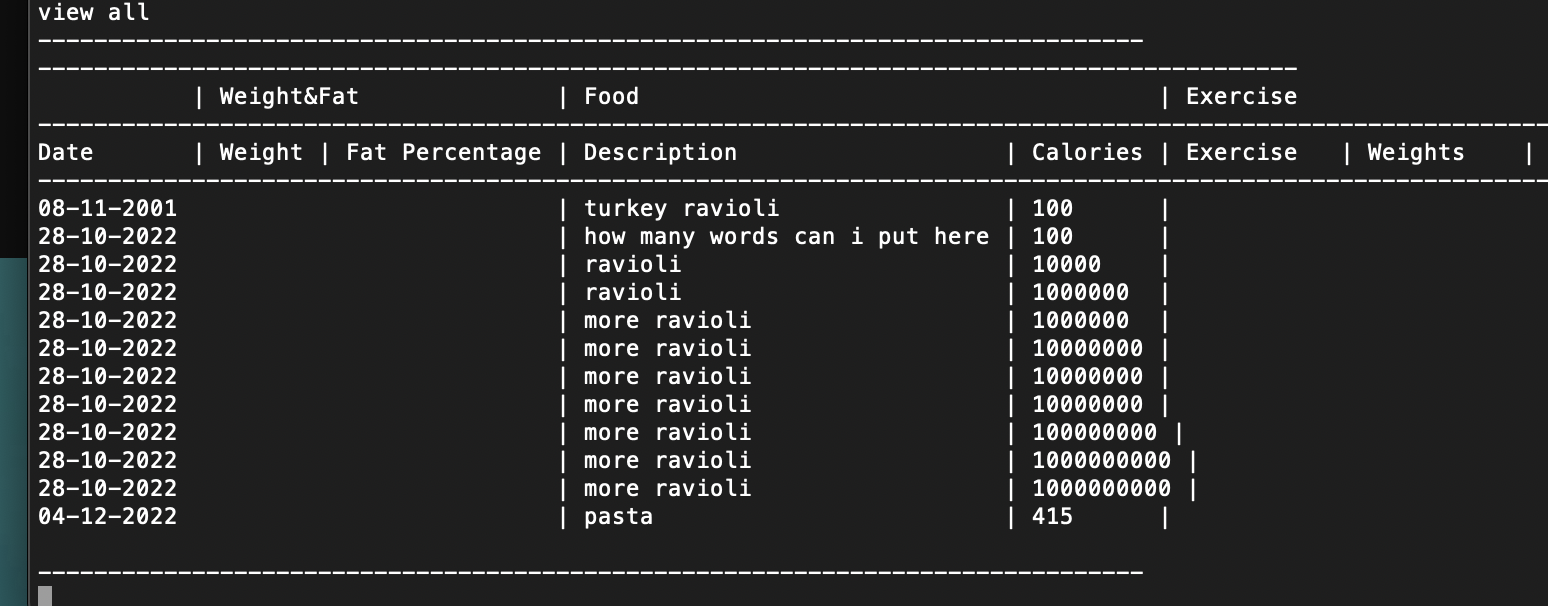 view all
-------------------------------------------------------------------------------
------------------------------------------------------------------------------------------
           | Weight&Fat              | Food                                     | Exercise
------------------------------------------------------------------------------------------------------------
Date       | Weight | Fat Percentage | Description                   | Calories | Exercise   | Weights    |
------------------------------------------------------------------------------------------------------------
08-11-2001                           | turkey ravioli                | 100      |
28-10-2022                           | how many words can i put here | 100      |
28-10-2022                           | ravioli                       | 10000    |
28-10-2022                           | ravioli                       | 1000000  |
28-10-2022                           | more ravioli                  | 1000000  |
28-10-2022                           | more ravioli                  | 10000000 |
28-10-2022                           | more ravioli                  | 10000000 |
28-10-2022                           | more ravioli                  | 10000000 |
28-10-2022                           | more ravioli                  | 100000000 |
28-10-2022                           | more ravioli                  | 1000000000 |
28-10-2022                           | more ravioli                  | 1000000000 |
04-12-2022                           | pasta                         | 415      |
-------------------------------------------------------------------------------